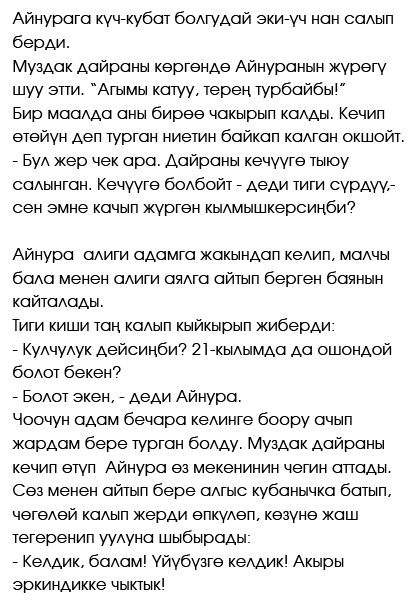 Айнурага күч-кубат болгудай эки-үч нан салып
берди.
Муздак дайраны көргөндө Айнуранын жүрөгү
шуу этти. “Агымы катуу, терең турбайбы!”
Бир маалда аны бирөө чакырып калды. Кечип
өтөйүн деп турган ниетин байкап калган окшойт.
- Бул жер чек ара. Дайраны кечүүгө тыюу
салынган. Кечүүгө болбойт - деди тиги сүрдүү,-
сен эмне качып жүргөн кылмышкерсиңби?

Айнура  алиги адамга жакындап келип, малчы
бала менен алиги аялга айтып берген баянын
кайталады.
Тиги киши таң калып кыйкырып жиберди:
- Кулчулук дейсиңби? 21-кылымда да ошондой
болот бекен?
- Болот экен, - деди Айнура.
Чоочун адам бечара келинге боору ачып
жардам бере турган болду. Муздак дайраны
кечип өтүп  Айнура өз мекенинин чегин аттады.
Сөз менен айтып бере алгыс кубанычка батып,
чөгөлөй калып жерди өпкүлөп, көзүнө жаш
тегеренип уулуна шыбырады:
- Келдик, балам! Үйүбүзгө келдик! Акыры
эркиндикке чыктык!